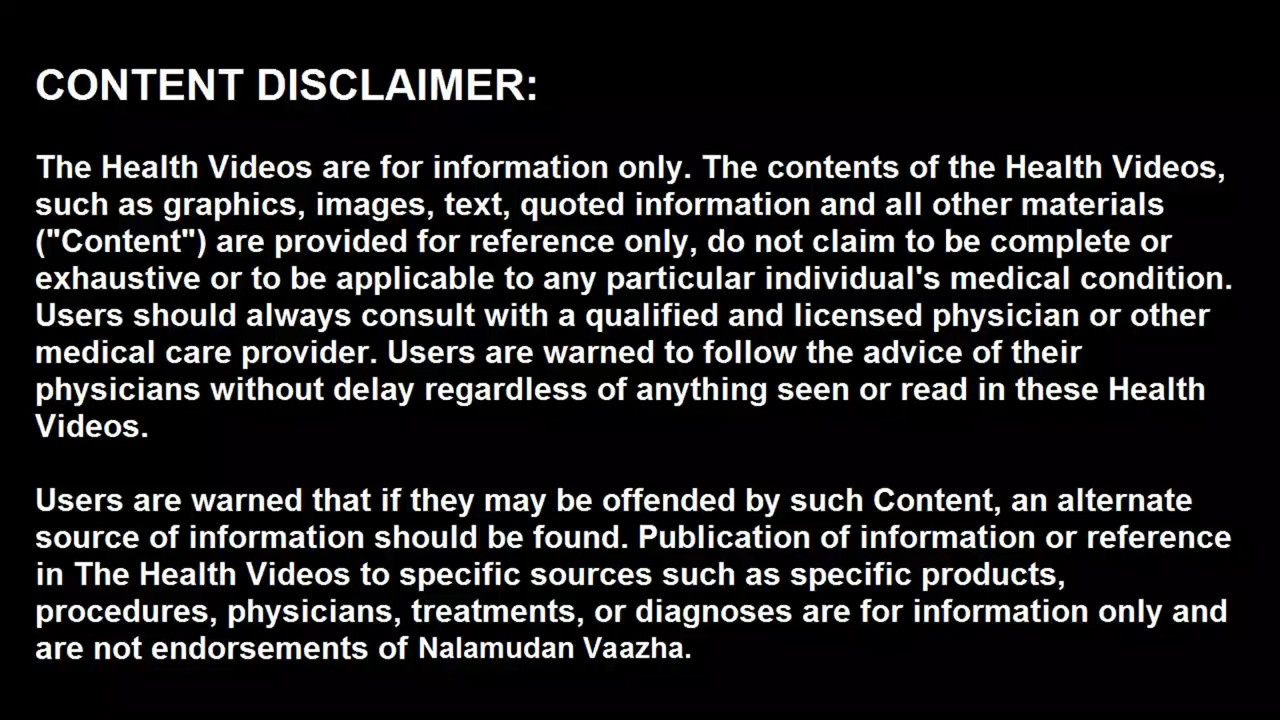 CONTENT DISCLAIMER:
The Health Videos are for information only. The contents of the Health Videos,
such as graphics, images, text, quoted information and all other materials
("Content") are provided for reference only, do not claim to be complete or
exhaustive or to be applicable to any particular individual's medical condition.
Users should always consult with a qualified and licensed physician or other
medical care provider. Users are warned to follow the advice of their
physicians without delay regardless of anything seen or read in these Health
Videos.
Users are warned that if they may be offended by such Content, an alternate
source of information should be found. Publication of information or reference
in The Health Videos to specific sources such as specific products,
procedures, physicians, treatments, or diagnoses are for information only and
are not endorsements of Nalamudan Vaazha.